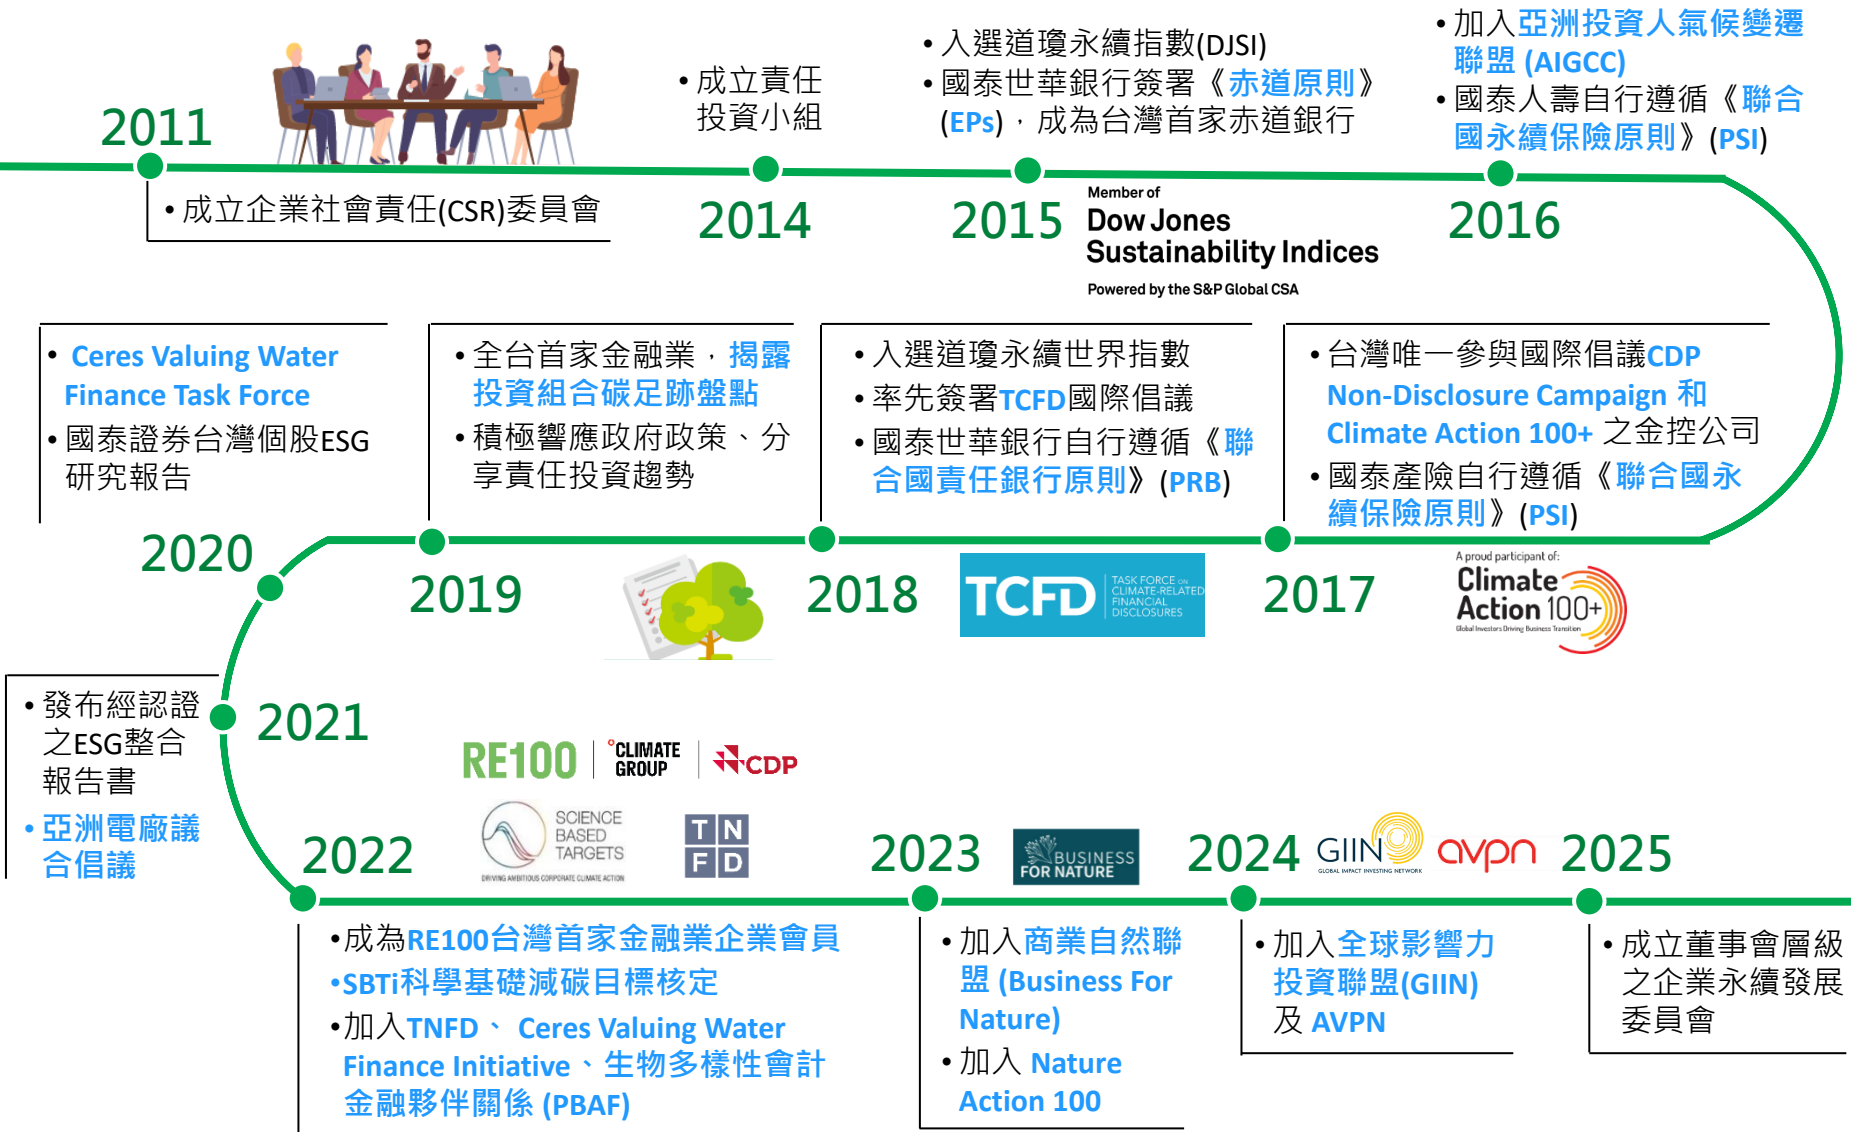 2011
• 成立企業社會責任(CSR)委員會
• 成立責任
投資小組
2014
• 入選道瓊永續指數(DJSI)
• 國泰世華銀行簽署《赤道原則》
(EPs)，成為台灣首家赤道銀行
2015
Member of
Dow Jones
Sustainability Indices
Powered by the S&P Global CSA
• 加入亞洲投資人氣候變遷
聯盟 (AIGCC)
• 國泰人壽自行遵循《聯合
國永續保險原則》(PSI)
2016
• 台灣唯一參與國際倡議CDP
Non-Disclosure Campaign 和
Climate Action 100+ 之金控公司
• 國泰產險自行遵循《聯合國永
續保險原則》(PSI)
2017
A proud participant of:
Climate
Action 100+
Global Investors Driving Business Transition
• 入選道瓊永續世界指數
• 率先簽署TCFD國際倡議
• 國泰世華銀行自行遵循《聯
合國責任銀行原則》(PRB)
2018
TCFD
TASK FORCE ON
CLIMATE-RELATED
FINANCIAL
DISCLOSURES
• 全台首家金融業，揭露
投資組合碳足跡盤點
• 積極響應政府政策、分
享責任投資趨勢
2019
• Ceres Valuing Water
Finance Task Force
• 國泰證券台灣個股ESG
研究報告
2020
• 發布經認證
之ESG整合
報告書
• 亞洲電廠議
合倡議
2021
RE100
°CLIMATE
GROUP
CDP
SCIENCE
BASED
TARGETS
DRIVING AMBITIOUS CORPORATE CLIMATE ACTION
TN
FD
2022
•成為RE100台灣首家金融業企業會員
•SBTi科學基礎減碳目標核定
•加入TNFD、 Ceres Valuing Water
Finance Initiative、生物多樣性會計
金融夥伴關係 (PBAF)
2023
BUSINESS
FOR NATURE
• 加入商業自然聯
盟 (Business For
Nature)
• 加入 Nature
Action 100
2024
GIIN
GLOBAL IMPACT INVESTING NETWORK
avpn
• 加入全球影響力
投資聯盟(GIIN)
及 AVPN
2025
• 成立董事會層級
之企業永續發展
委員會